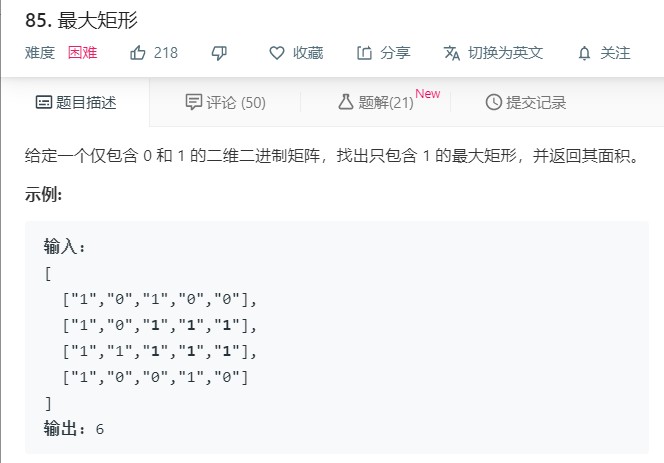 85. 最大矩形
难度 困难 218 收藏 分享 切换为英文 关注
题目描述 评论 (50) 题解(21) New 提交记录
给定一个仅包含 0 和 1 的二维二进制矩阵，找出只包含 1 的最大矩形，并返回其面积。
示例:
输入:
[
["1","0","1","0","0"],
["1","0","1","1","1"],
["1","1","1","1","1"],
["1","0","0","1","0"]
]
输出: 6